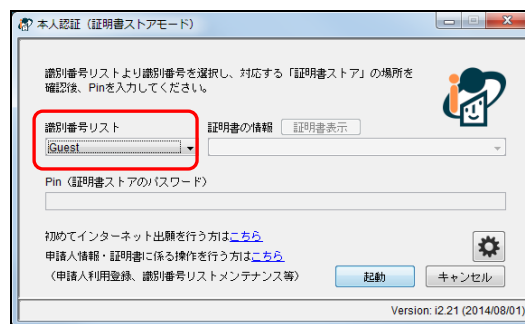 本人認証（証明書ストアモード）
識別番号リストより識別番号を選択し、対応する「証明書ストア」の場所を
確認後、Pinを入力してください。
識別番号リスト 証明書の情報 証明書表示
Guest
Pin（証明書ストアのパスワード）
初めてインターネット出願を行う方はこちら
申請人情報・証明書に係る操作を行う方はこちら
（申請人利用登録、識別番号リストメンテナンス等） 起動 キャンセル
Version: i2.21 (2014/08/01)